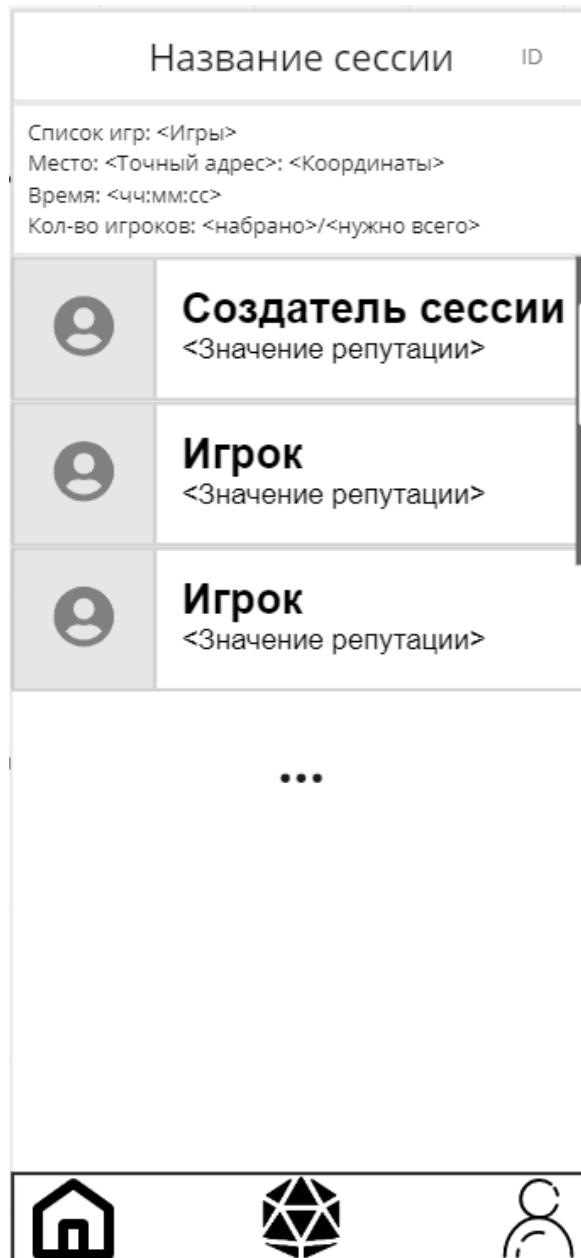 Название сессии ID
Список игр: <Игры>
Место: <Точный адрес>: <Координаты>
Время: <чч:мм:сс>
Кол-во игроков: <набрано>/<нужно всего>
Создатель сессии
<Значение репутации>
Игрок
<Значение репутации>
Игрок
<Значение репутации>
...